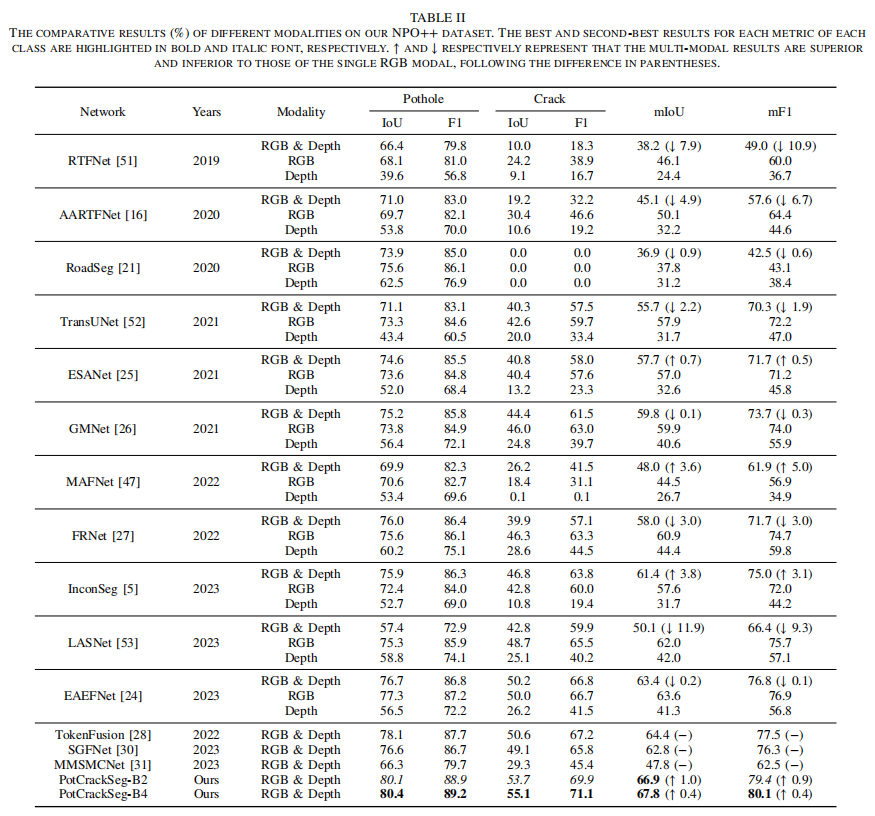 TABLE II
THE COMPARATIVE RESULTS (%) OF DIFFERENT MODALITIES ON OUR NPO++ DATASET. THE BEST AND SECOND-BEST RESULTS FOR EACH METRIC OF EACH
CLASS ARE HIGHLIGHTED IN BOLD AND ITALIC FONT, RESPECTIVELY. ↑ AND ↓ RESPECTIVELY REPRESENT THAT THE MULTI-MODAL RESULTS ARE SUPERIOR
AND INFERIOR TO THOSE OF THE SINGLE RGB MODAL, FOLLOWING THE DIFFERENCE IN PARENTHESES.
Network Years Modality Pothole Crack mIoU mF1
IoU F1 IoU F1
RGB & Depth 66.4 79.8 10.0 18.3 38.2 (↓ 7.9) 49.0 (↓ 10.9)
RTFNet [51] 2019 RGB 68.1 81.0 24.2 38.9 46.1 60.0
Depth 39.6 56.8 9.1 16.7 24.4 36.7
RGB & Depth 71.0 83.0 19.2 32.2 45.1 (↓ 4.9) 57.6 (↓ 6.7)
AARTFNet [16] 2020 RGB 69.7 82.1 30.4 46.6 50.1 64.4
Depth 53.8 70.0 10.6 19.2 32.2 44.6
RGB & Depth 73.9 85.0 0.0 0.0 36.9 (↓ 0.9) 42.5 (↓ 0.6)
RoadSeg [21] 2020 RGB 75.6 86.1 0.0 0.0 37.8 43.1
Depth 62.5 76.9 0.0 0.0 31.2 38.4
RGB & Depth 71.1 83.1 40.3 57.5 55.7 (↓ 2.2) 70.3 (↓ 1.9)
TransUNet [52] 2021 RGB 73.3 84.6 42.6 59.7 57.9 72.2
Depth 43.4 60.5 20.0 33.4 31.7 47.0
RGB & Depth 74.6 85.5 40.8 58.0 57.7 (↑ 0.7) 71.7 (↑ 0.5)
ESANet [25] 2021 RGB 73.6 84.8 40.4 57.6 57.0 71.2
Depth 52.0 68.4 13.2 23.3 32.6 45.8
RGB & Depth 75.2 85.8 44.4 61.5 59.8 (↓ 0.1) 73.7 (↓ 0.3)
GMNet [26] 2021 RGB 73.8 84.9 46.0 63.0 59.9 74.0
Depth 56.4 72.1 24.8 39.7 40.6 55.9
RGB & Depth 69.9 82.3 26.2 41.5 48.0 (↑ 3.6) 61.9 (↑ 5.0)
MAFNet [47] 2022 RGB 70.6 82.7 18.4 31.1 44.5 56.9
Depth 53.4 69.6 0.1 0.1 26.7 34.9
RGB & Depth 76.0 86.4 39.9 57.1 58.0 (↓ 3.0) 71.7 (↓ 3.0)
FRNet [27] 2022 RGB 75.6 86.1 46.3 63.3 60.9 74.7
Depth 60.2 75.1 28.6 44.5 44.4 59.8
RGB & Depth 75.9 86.3 46.8 63.8 61.4 (↑ 3.8) 75.0 (↑ 3.1)
InconSeg [5] 2023 RGB 72.4 84.0 42.8 60.0 57.6 72.0
Depth 52.7 69.0 10.8 19.4 31.7 44.2
RGB & Depth 57.4 72.9 42.8 59.9 50.1 (↓ 11.9) 66.4 (↓ 9.3)
LASNet [53] 2023 RGB 75.3 85.9 48.7 65.5 62.0 75.7
Depth 58.8 74.1 25.1 40.2 42.0 57.1
RGB & Depth 76.7 86.8 50.2 66.8 63.4 (↓ 0.2) 76.8 (↓ 0.1)
EAEFNet [24] 2023 RGB 77.3 87.2 50.0 66.7 63.6 76.9
Depth 56.5 72.2 26.2 41.5 41.3 56.8
TokenFusion [28] 2022 RGB & Depth 78.1 87.7 50.6 67.2 64.4 (−) 77.5 (−)
SGFNet [30] 2023 RGB & Depth 76.6 86.7 49.1 65.8 62.8 (−) 76.3 (−)
MMSMCNet [31] 2023 RGB & Depth 66.3 79.7 29.3 45.4 47.8 (−) 62.5 (−)
PotCrackSeg-B2 Ours RGB & Depth 80.1 88.9 53.7 69.9 66.9 (↑ 1.0) 79.4 (↑ 0.9)
PotCrackSeg-B4 Ours RGB & Depth 80.4 89.2 55.1 71.1 67.8 (↑ 0.4) 80.1 (↑ 0.4)